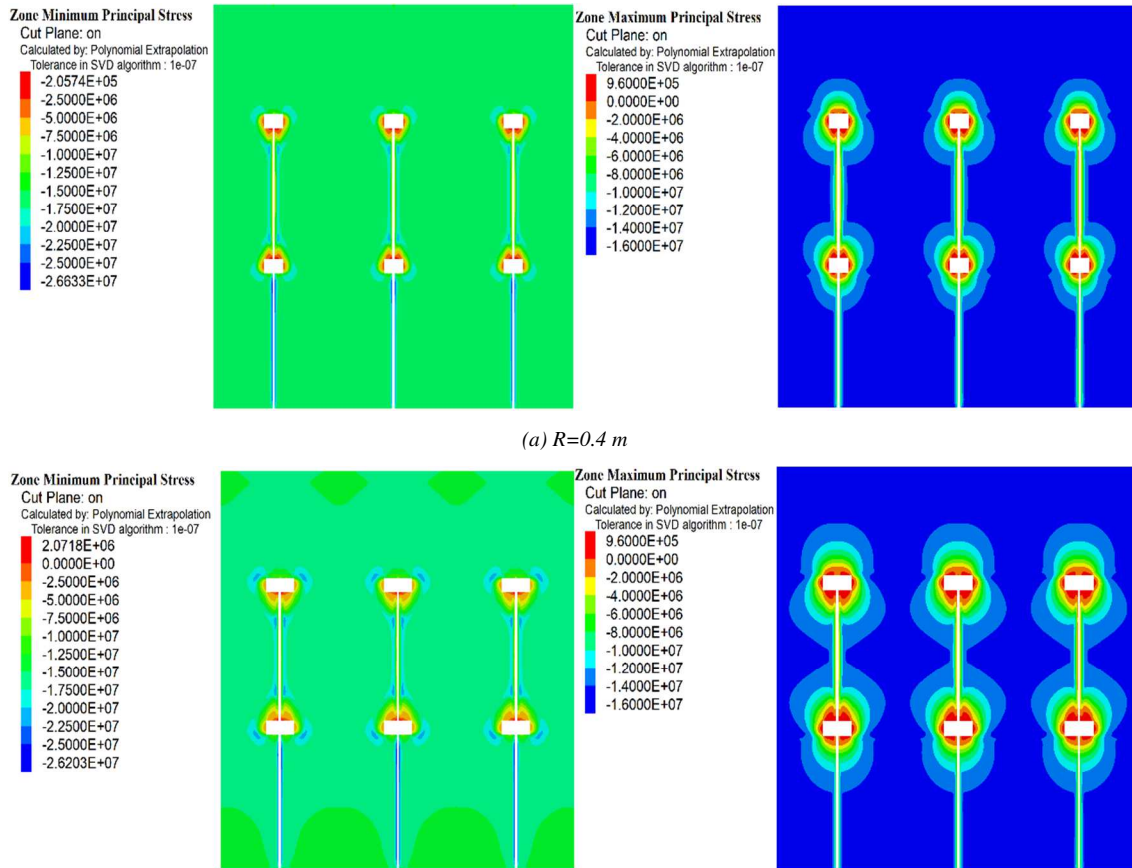 Zone Minimum Principal Stress
Cut Plane: on
Calculated by: Polynomial Extrapolation
Tolerance in SVD algorithm : 1e-07
-2.0574E+05
-2.5000E+06
-5.0000E+06
-7.5000E+06
-1.0000E+07
-1.5000E+07
-1.7500E+07
-2.0000E+07
-2.2500E+07
-2.5000E+07
-2.6633E+07
Zone Maximum Principal Stress
Cut Plane: on
Calculated by: Polynomial Extrapolation
Tolerance in SVD algorithm : 1e-07
9.6000E+05
0.0000E+00
-2.0000E+06
-4.0000E+06
-6.0000E+06
-8.0000E+06
-1.0000E+07
-1.2000E+07
-1.4000E+07
-1.6000E+07
(a) R=0.4 m
Zone Minimum Principal Stress
Cut Plane: on
Calculated by: Polynomial Extrapolation
Tolerance in SVD algorithm : 1e-07
2.0718E+06
0.0000E+00
-2.5000E+06
-5.0000E+06
-7.5000E+06
-1.0000E+07
-1.2500E+07
-1.5000E+07
-1.7500E+07
-2.0000E+07
-2.2500E+07
-2.5000E+07
-2.6203E+07
Zone Maximum Principal Stress
Cut Plane: on
Calculated by: Polynomial Extrapolation
Tolerance in SVD algorithm : 1e-07
9.6000E+05
0.0000E+00
-2.0000E+06
-4.0000E+06
-6.0000E+06
-8.0000E+06
-1.0000E+07
-1.2000E+07
-1.4000E+07
-1.6000E+07